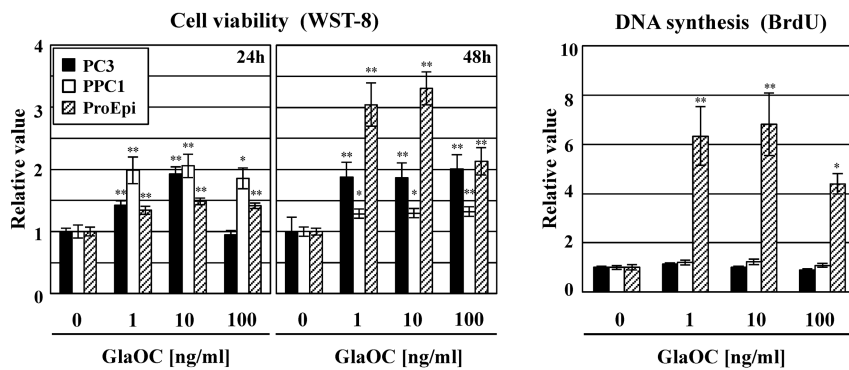 Cell viability (WST-8)
DNA synthesis (BrdU)
PC3
PPC1
ProEpi
24h
48h
Relative value
4
3
2
1
0
** ** ** ** ** ** * **
** * ** ** * ** ** ** **
0 1 10 100
0 1 10 100
GlaOC [ng/ml]
GlaOC [ng/ml]
Relative value
10
8
6
4
2
0
** ** *
0 1 10 100
GlaOC [ng/ml]